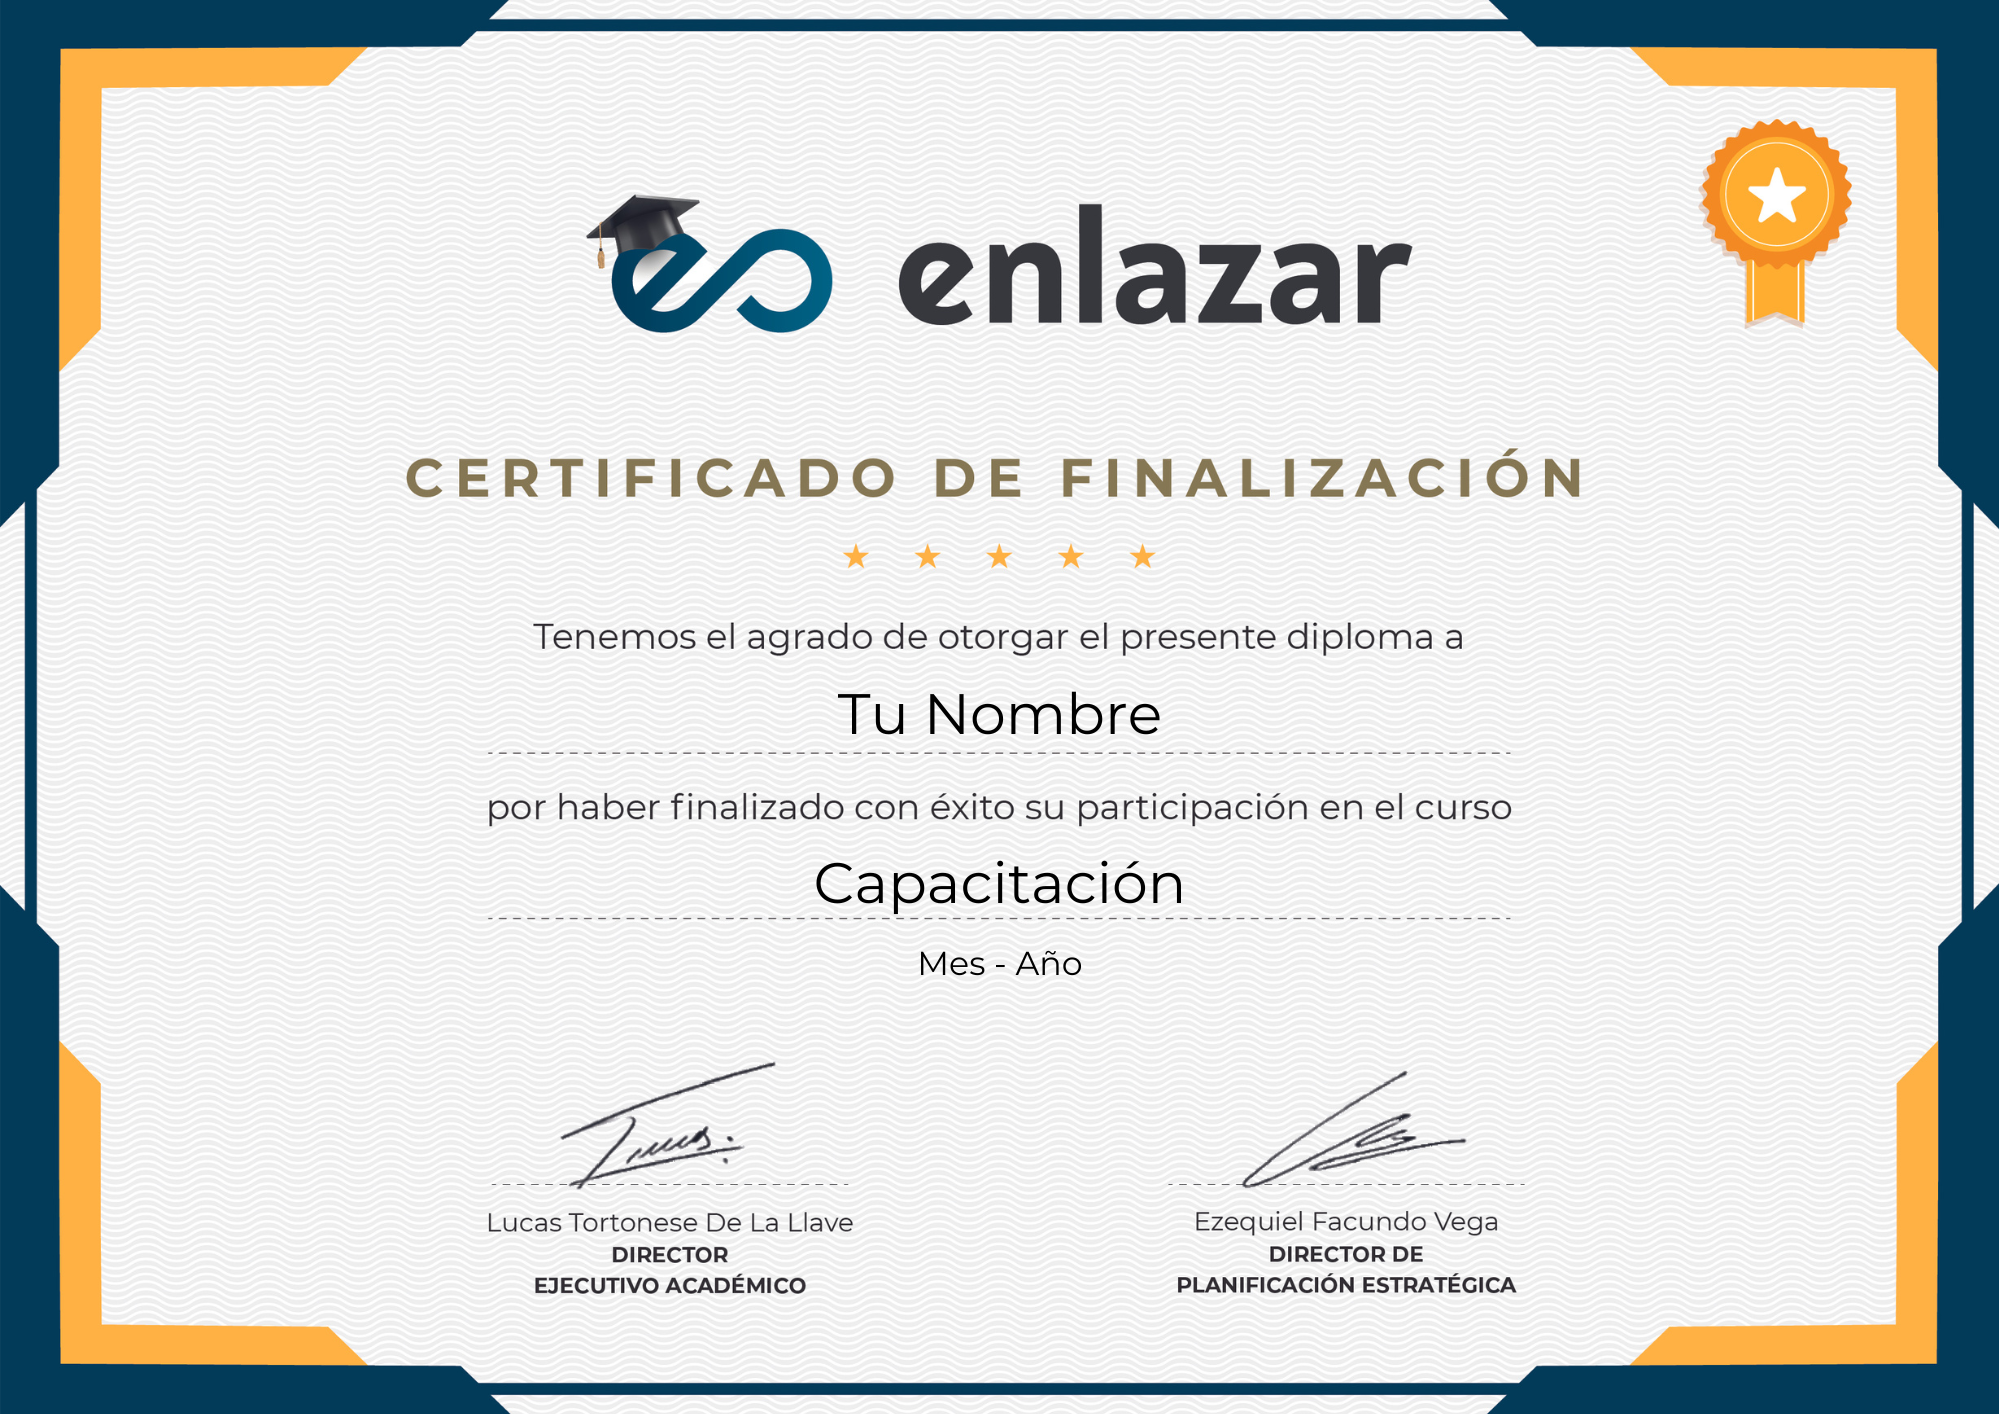 enlazar
CERTIFICADO DE FINALIZACIÓN
Tenemos el agrado de otorgar el presente diploma a
Tu Nombre
por haber finalizado con éxito su participación en el curso
Capacitación
Mes - Año
Lucas Tortonese De La Llave
DIRECTOR
EJECUTIVO ACADÉMICO
Ezequiel Facundo Vega
DIRECTOR DE
PLANIFICACIÓN ESTRATÉGICA